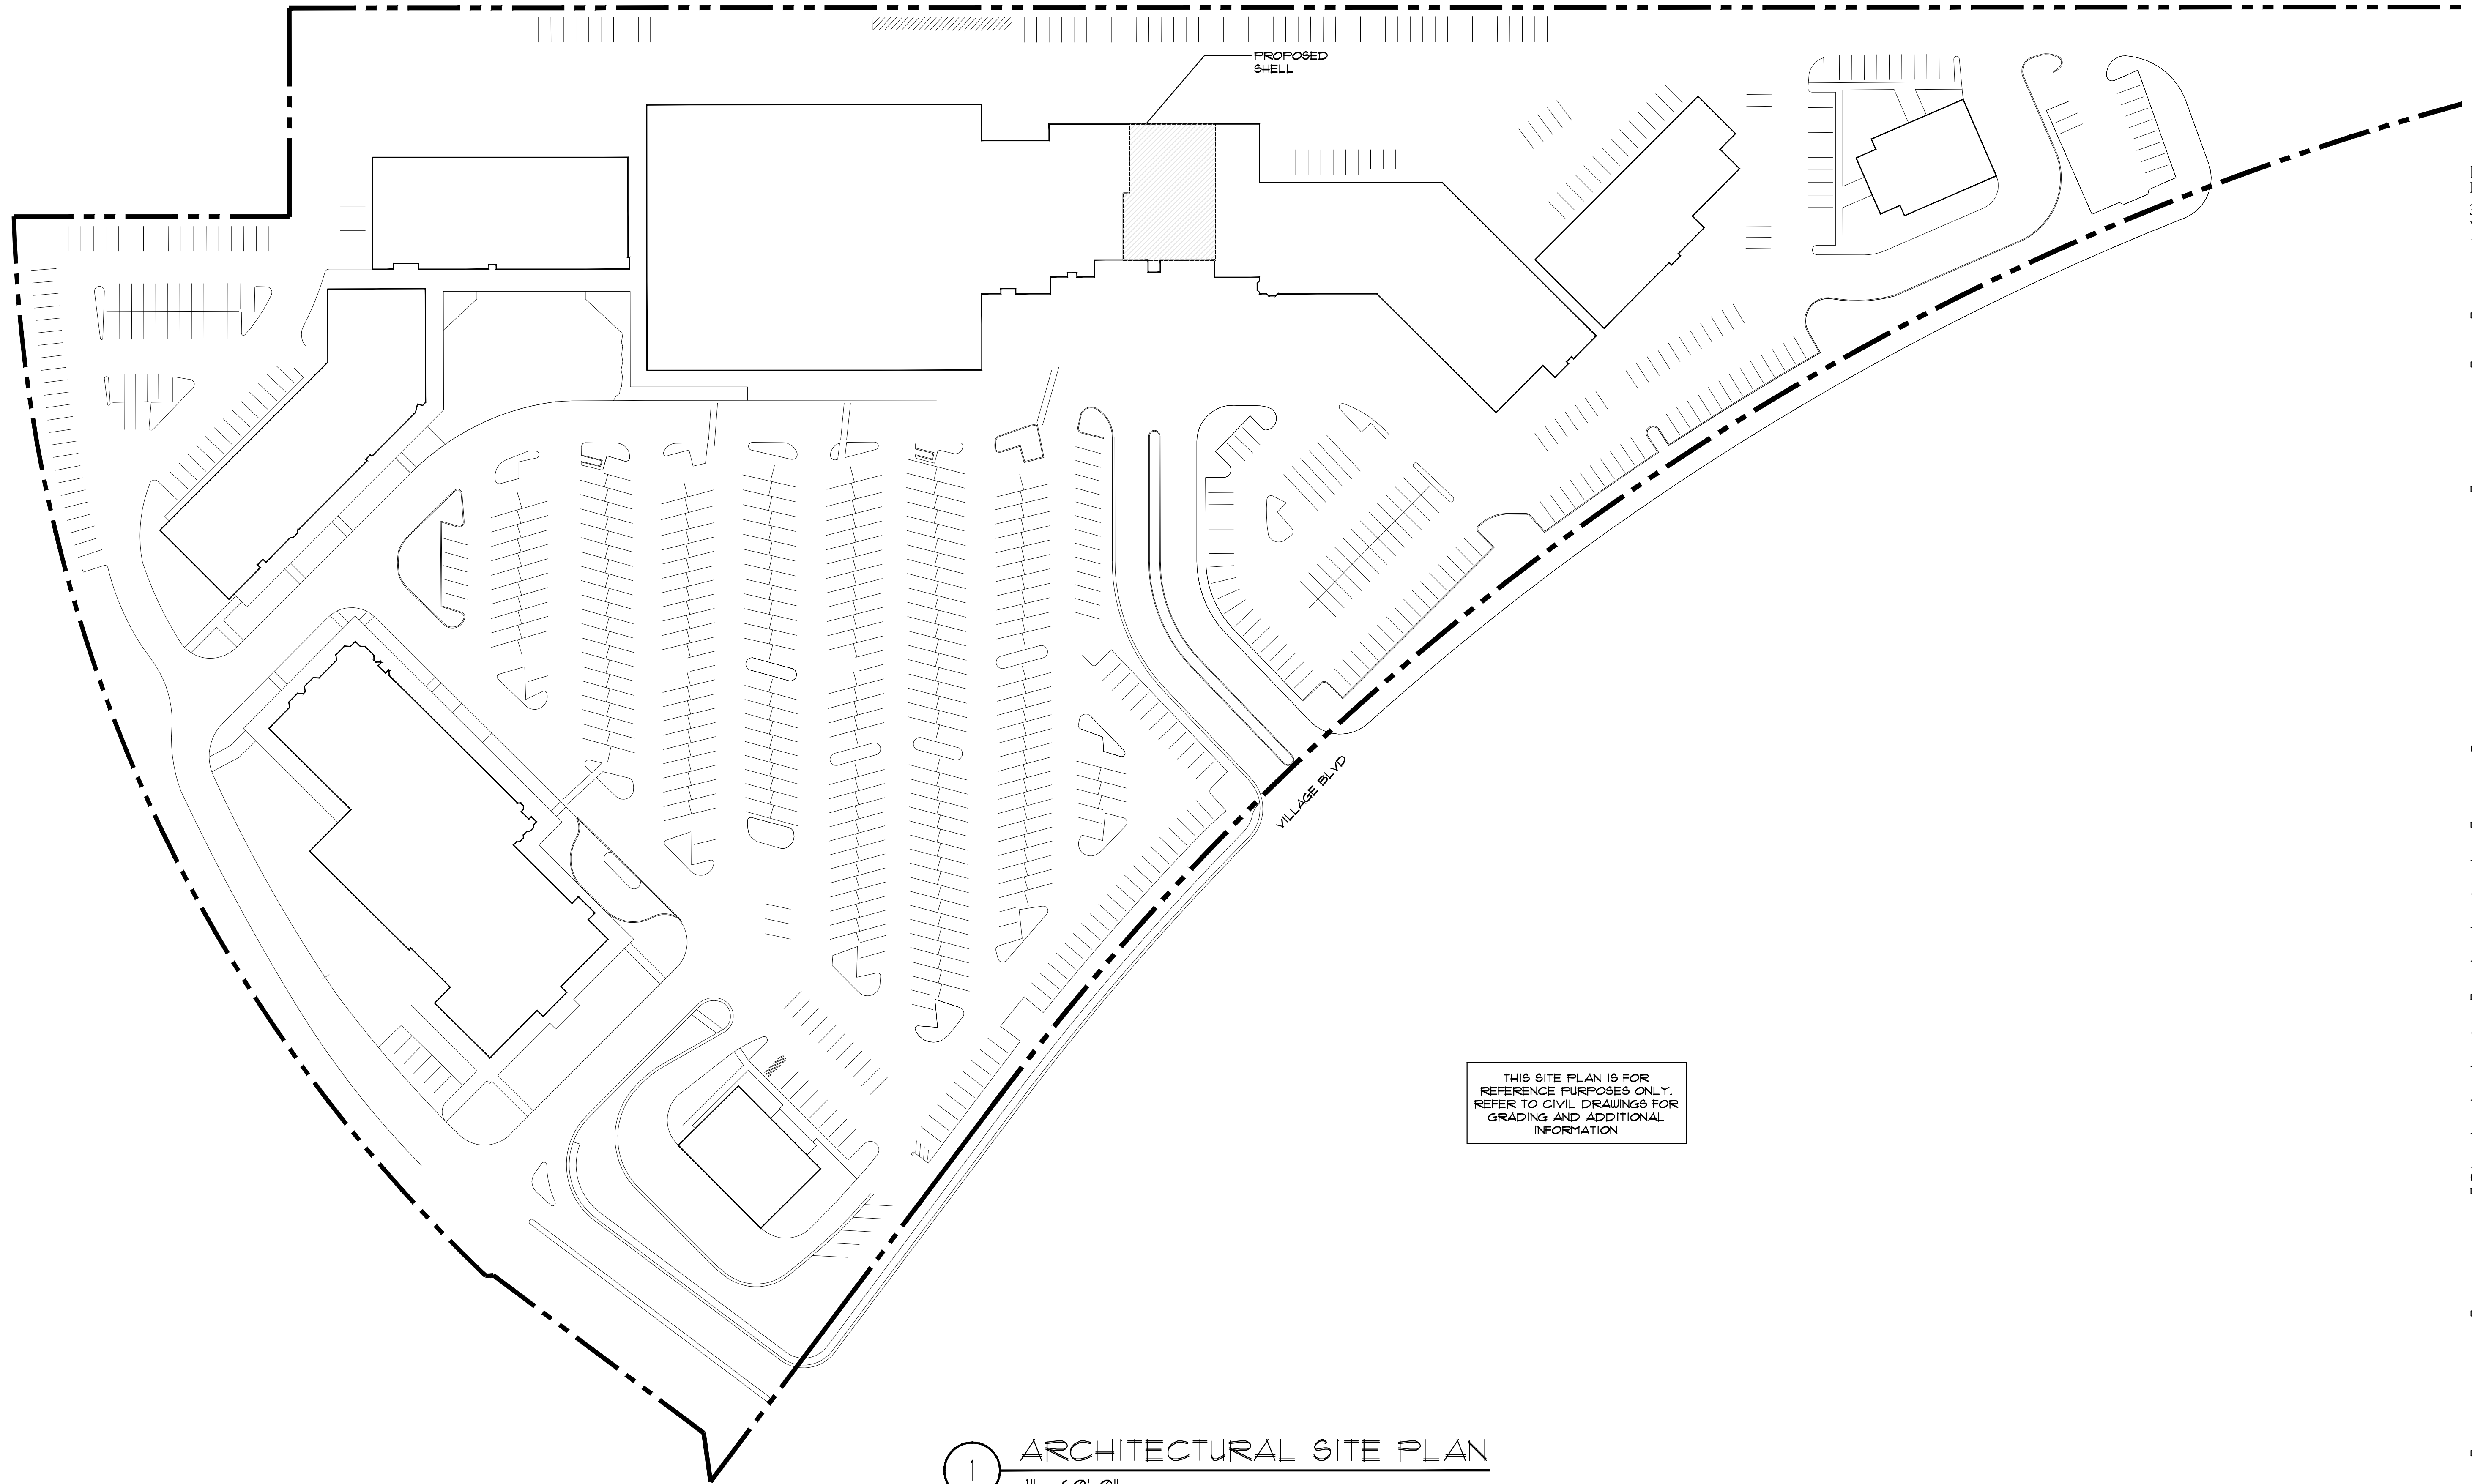 PROPOSED
SHELL
VILLAGE BLVD
THIS SITE PLAN IS FOR
REFERENCE PURPOSES ONLY.
REFER TO CIVIL DRAWINGS FOR
GRADING AND ADDITIONAL
INFORMATION
1
ARCHITECTURAL SITE PLAN